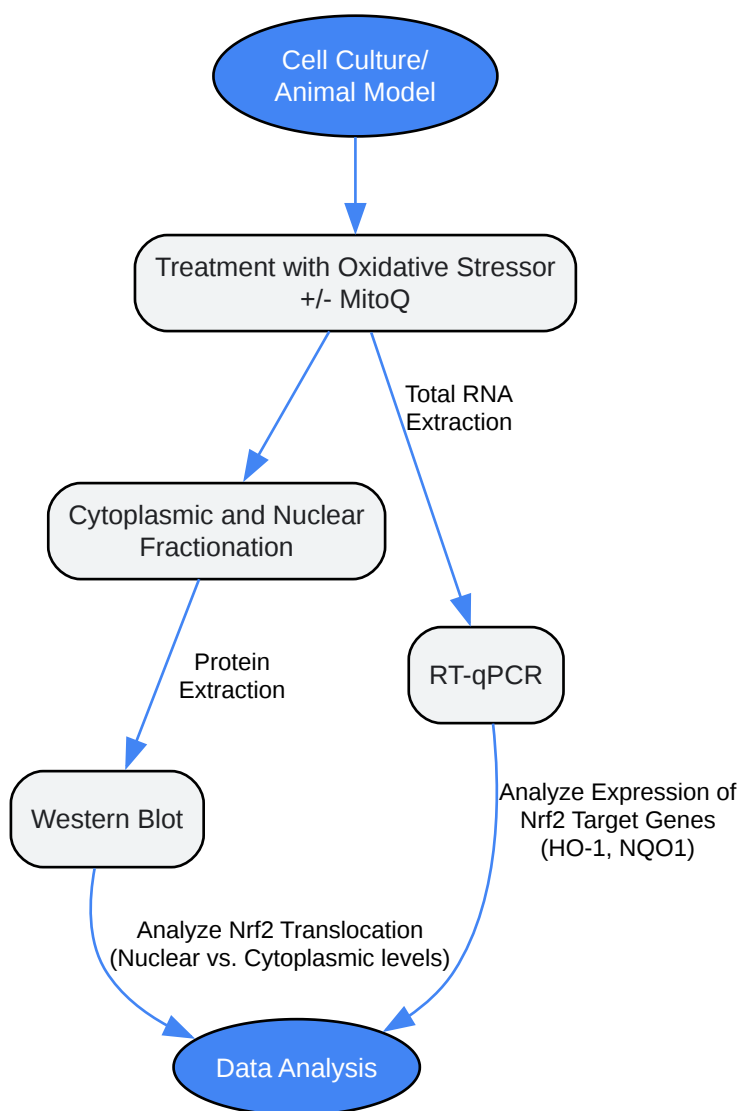 Cell Culture/
Animal Model
Treatment with Oxidative Stressor
+/- MitoQ
Total RNA
Extraction
Cytoplasmic and Nuclear
Fractionation
Protein
Extraction
RT-qPCR
Western Blot
Analyze Expression of
Nrf2 Target Genes
(HO-1, NQO1)
Analyze Nrf2 Translocation
(Nuclear vs. Cytoplasmic levels)
Data Analysis